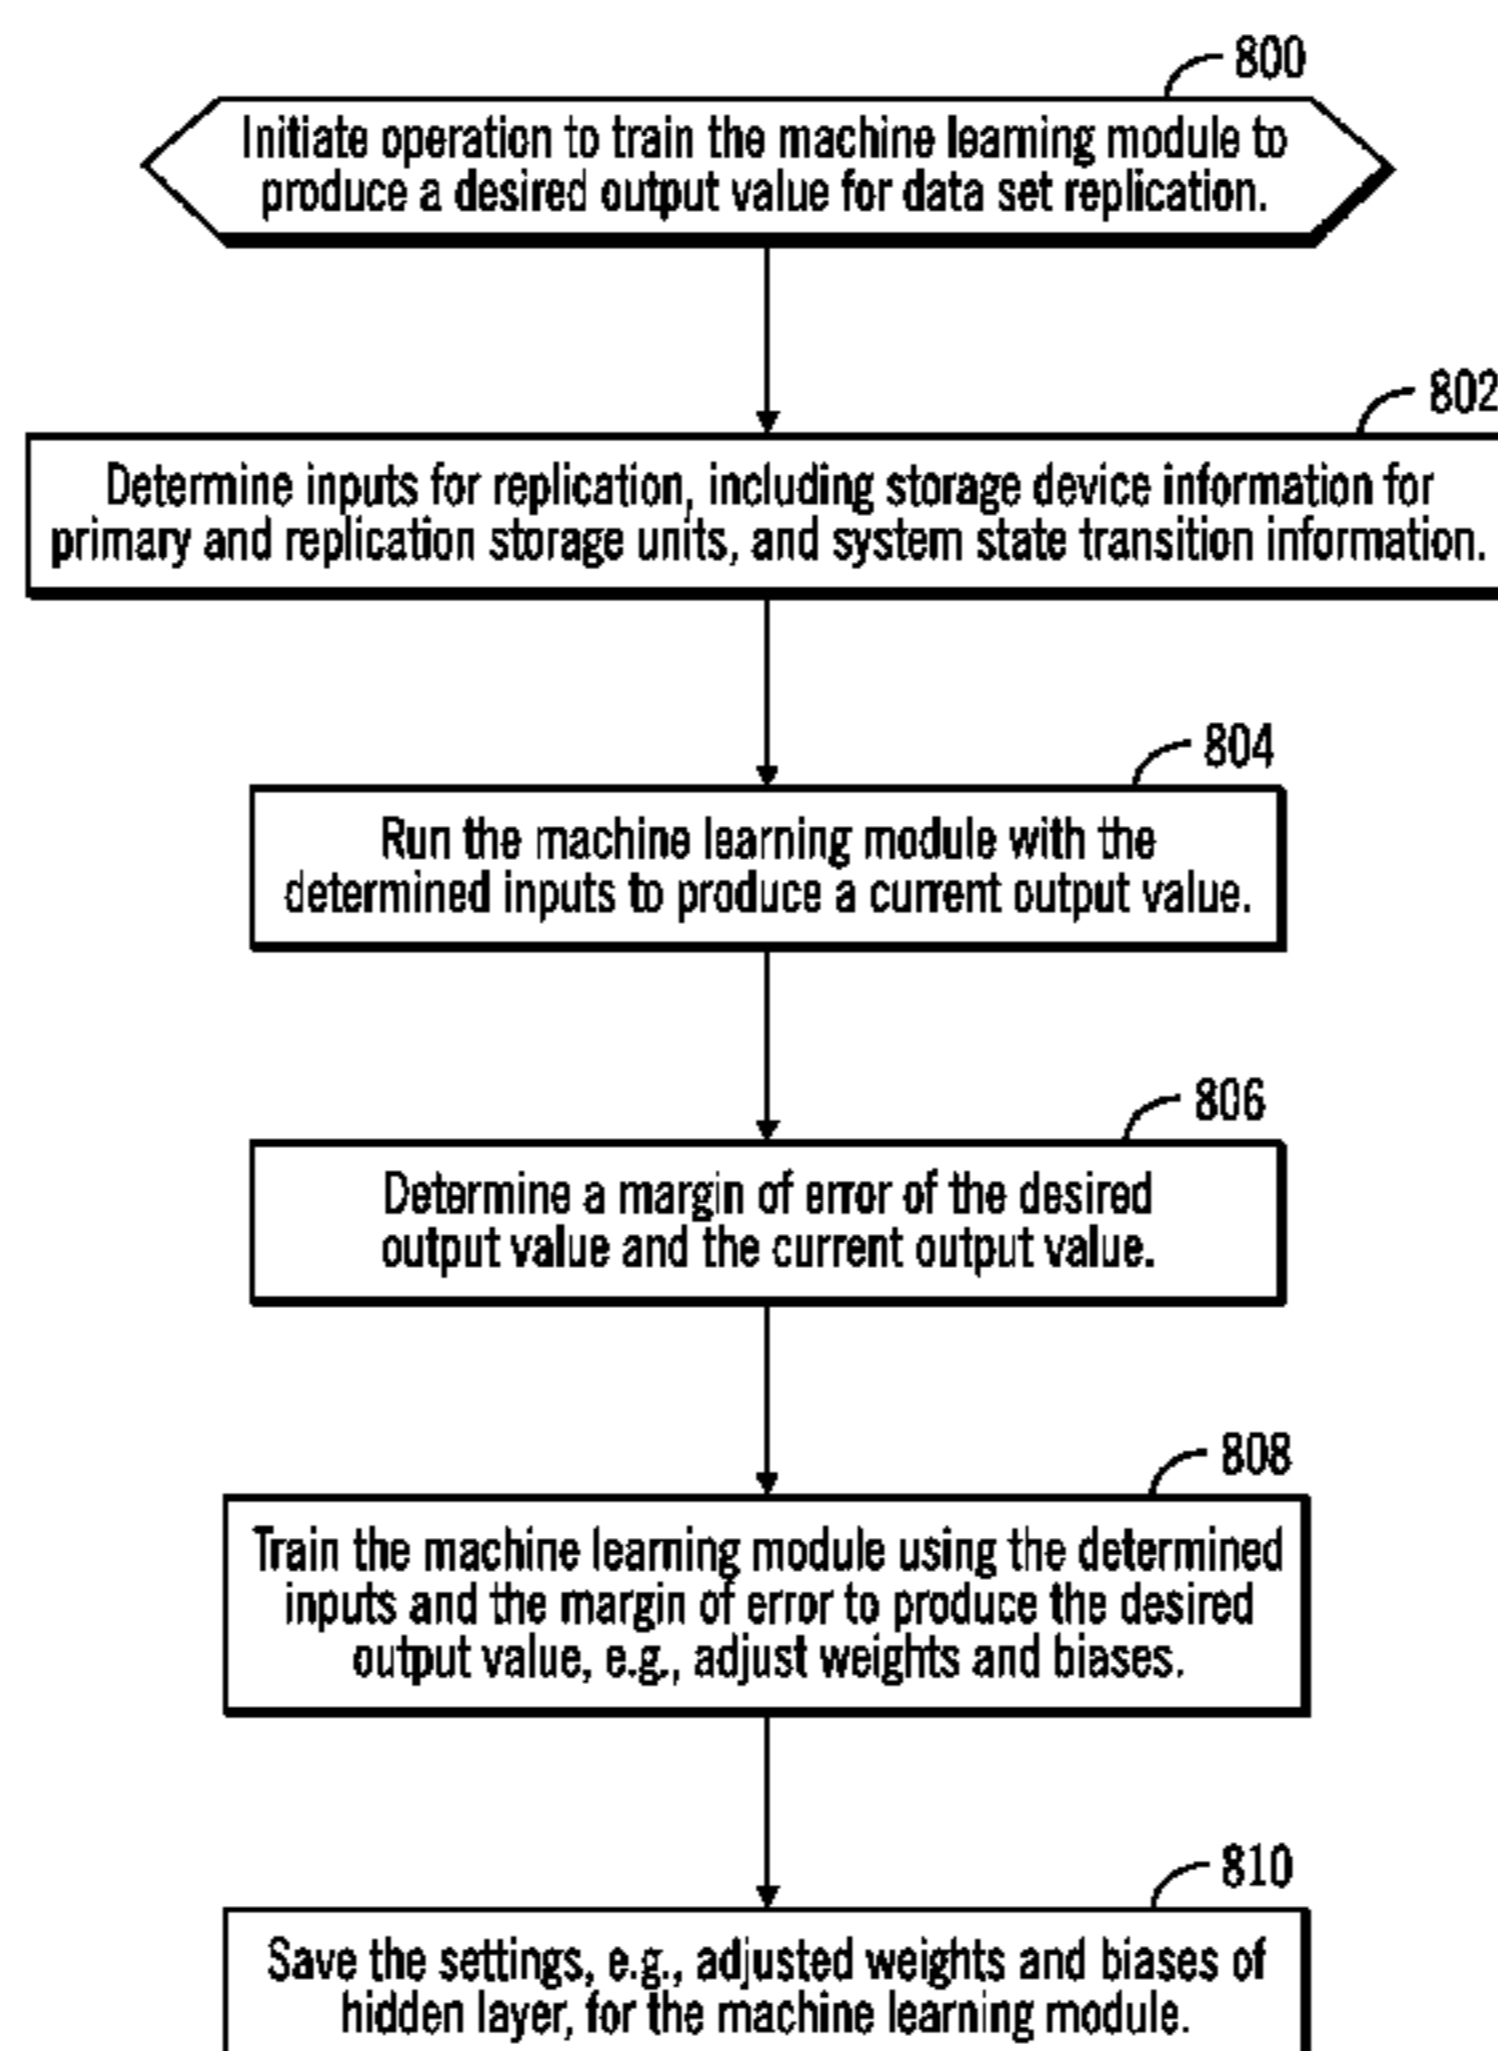 800
Initiate operation to train the machine learning module to
produce a desired output value for data set replication.
802
Determine inputs for replication, including storage device information for
primary and replication storage units, and system state transition information.
804
Run the machine learning module with the
determined inputs to produce a current output value.
806
Determine a margin of error of the desired
output value and the current output value.
808
Train the machine learning module using the determined
inputs and the margin of error to produce the desired
output value, e.g., adjust weights and biases.
810
Save the settings, e.g., adjusted weights and biases of
hidden layer, for the machine learning module.